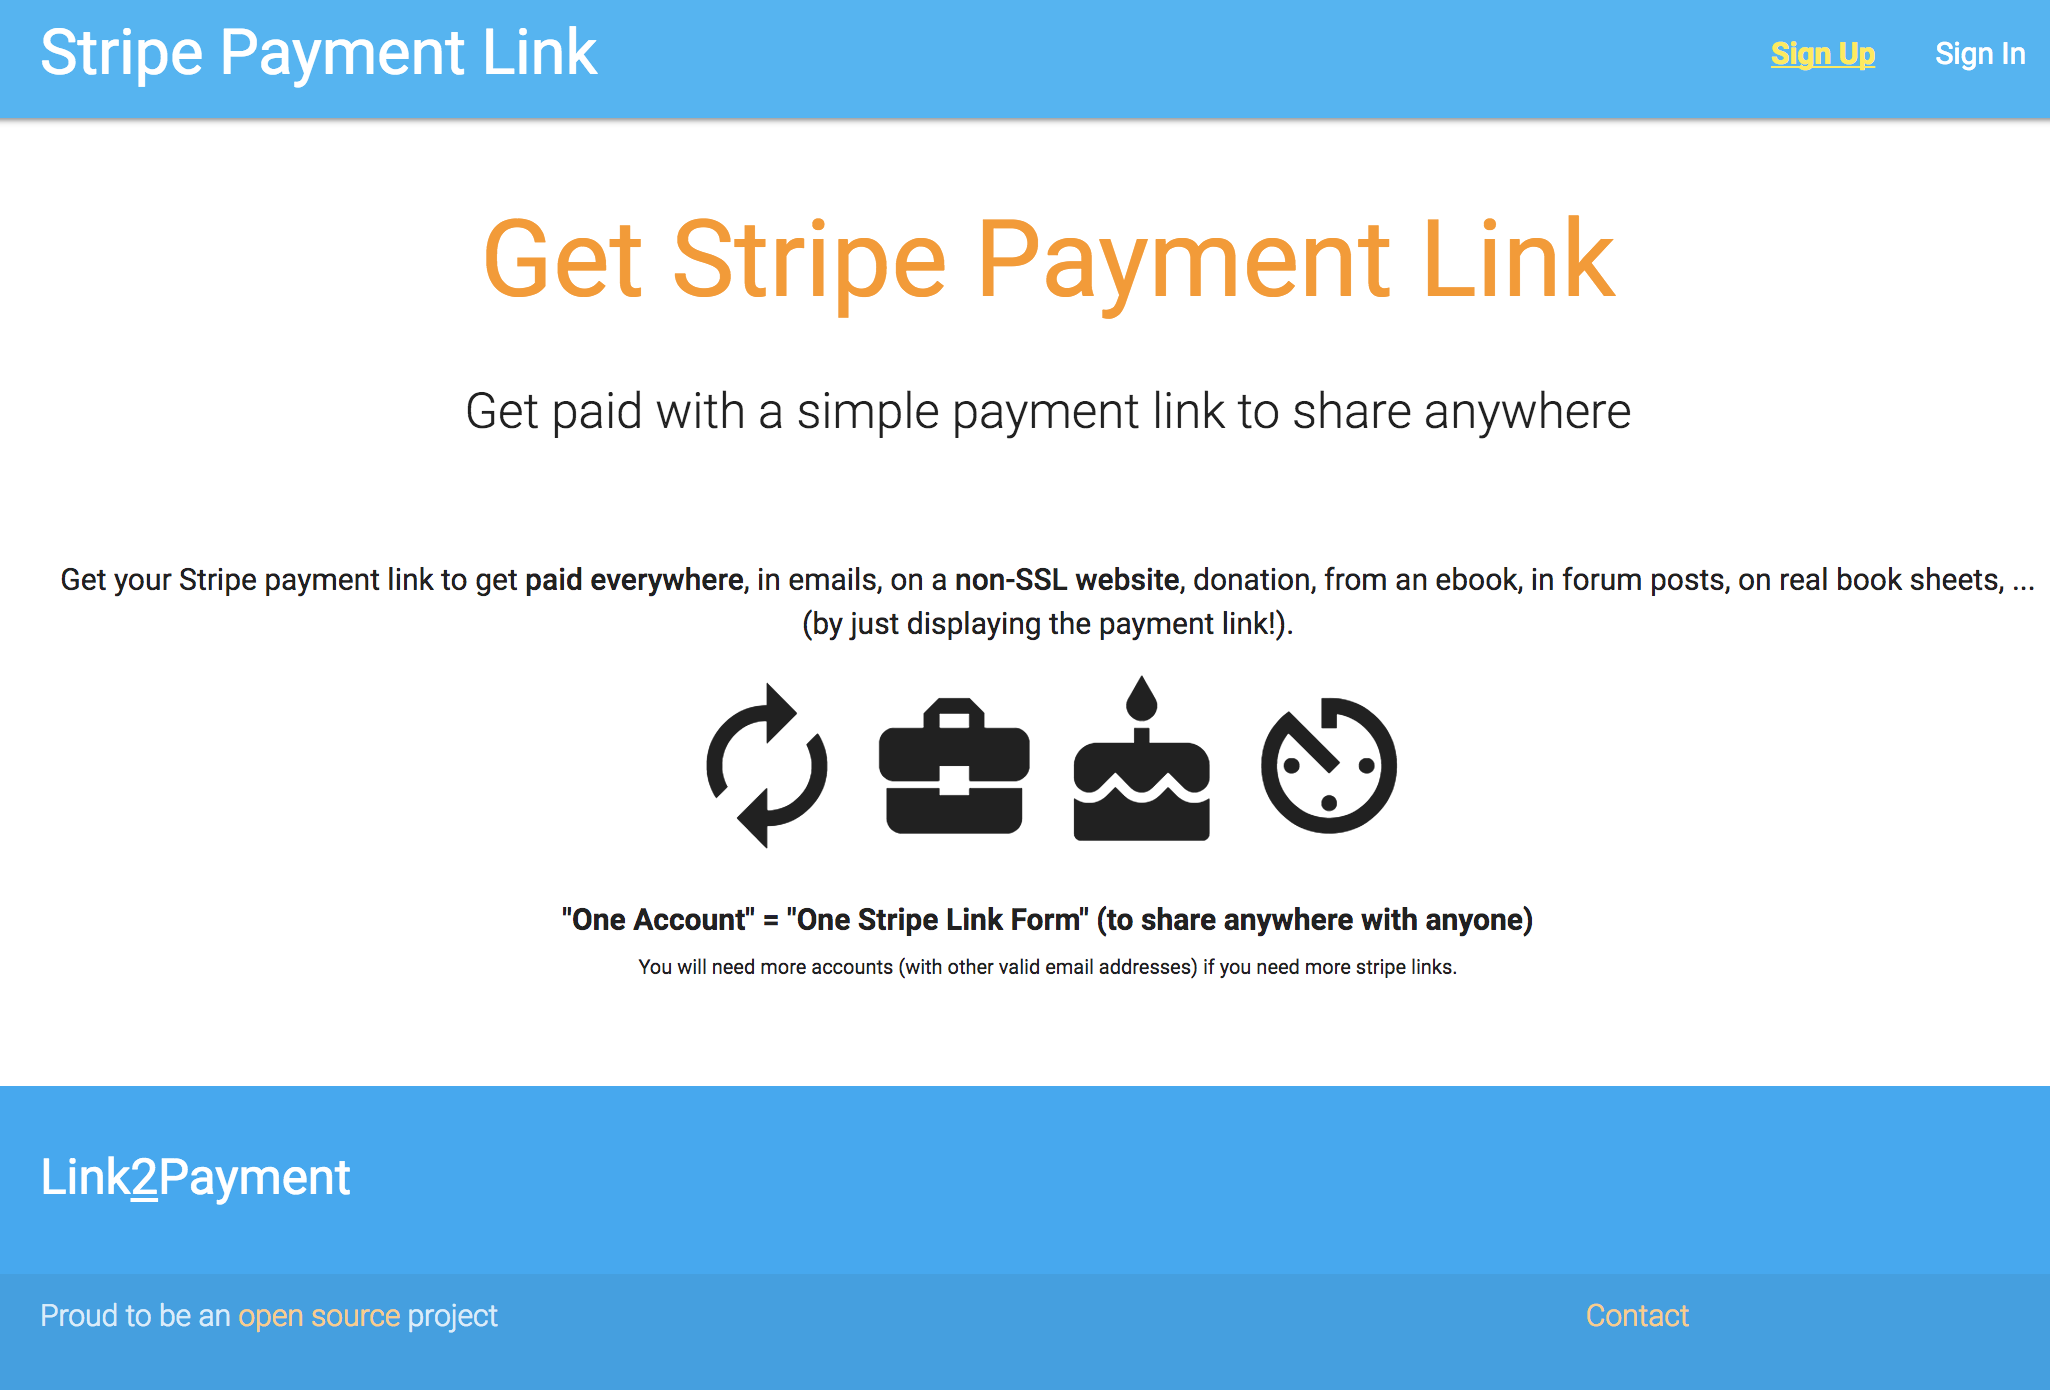 Stripe Payment Link
Sign Up
Sign In
Get Stripe Payment Link
Get paid with a simple payment link to share anywhere
Get your Stripe payment link to get paid everywhere, in emails, on a non-SSL website, donation, from an ebook, in forum posts, on real book sheets, ...
(by just displaying the payment link!).
"One Account" = "One Stripe Link Form" (to share anywhere with anyone)
You will need more accounts (with other valid email addresses) if you need more stripe links.
Link2Payment
Proud to be an open source project
Contact